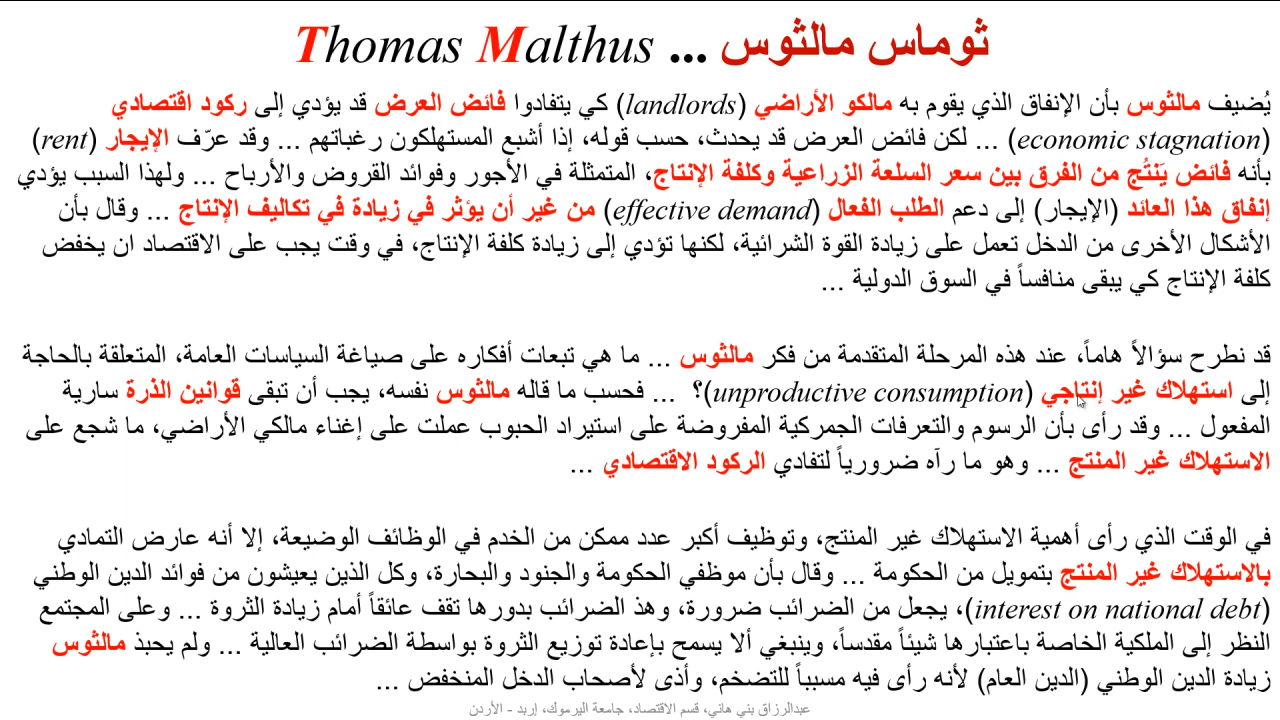 ثوماس مالثوس ... Thomas Malthus
يُضيف مالثوس بأن الإنفاق الذي يقوم به مالكو الأراضي (landlords) كي يتفادوا فائض العرض قد يؤدي إلى ركود اقتصادي
(economic stagnation) ... لكن فائض العرض قد يحدث، حسب قوله، إذا أشبع المستهلكون رغباتهم ... وقد عرّف الإيجار (rent)
بأنه فائض يَنتُج من الفرق بين سعر السلعة الزراعية وكلفة الإنتاج، المتمثلة في الأجور وفوائد القروض والأرباح ... ولهذا السبب يؤدي
إنفاق هذا العائد (الإيجار) إلى دعم الطلب الفعال (effective demand) من غير أن يؤثر في زيادة في تكاليف الإنتاج ... وقال بأن
الأشكال الأخرى من الدخل تعمل على زيادة القوة الشرائية، لكنها تؤدي إلى زيادة كلفة الإنتاج، في وقت يجب على الاقتصاد ان يخفض
كلفة الإنتاج كي يبقى منافساً في السوق الدولية ...
قد نطرح سؤالاً هاماً، عند هذه المرحلة المتقدمة من فكر مالثوس ... ما هي تبعات أفكاره على صياغة السياسات العامة، المتعلقة بالحاجة
إلى استهلاك غير إنتاجي (unproductive consumption)؟ ... فحسب ما قاله مالثوس نفسه، يجب أن تبقى قوانين الذرة سارية
المفعول ... وقد رأى بأن الرسوم والتعرفات الجمركية المفروضة على استيراد الحبوب عملت على إغناء مالكي الأراضي، ما شجع على
الاستهلاك غير المنتج ... وهو ما رآه ضرورياً لتفادي الركود الاقتصادي ...
في الوقت الذي رأى أهمية الاستهلاك غير المنتج، وتوظيف أكبر عدد ممكن من الخدم في الوظائف الوضيعة، إلا أنه عارض التمادي
بالاستهلاك غير المنتج بتمويل من الحكومة ... وقال بأن موظفي الحكومة والجنود والبحارة، وكل الذين يعيشون من فوائد الدين الوطني
(interest on national debt)، يجعل من الضرائب ضرورة، وهذ الضرائب بدورها تقف عائقاً أمام زيادة الثروة ... وعلى المجتمع
النظر إلى الملكية الخاصة باعتبارها شيئاً مقدساً، وينبغي ألا يسمح بإعادة توزيع الثروة بواسطة الضرائب العالية ... ولم يحبذ مالثوس
زيادة الدين الوطني (الدين العام) لأنه رأى فيه مسبباً للتضخم، وأذى لأصحاب الدخل المنخفض ...
عبدالرزاق بني هاني، قسم الاقتصاد، جامعة اليرموك، إربد - الأردن